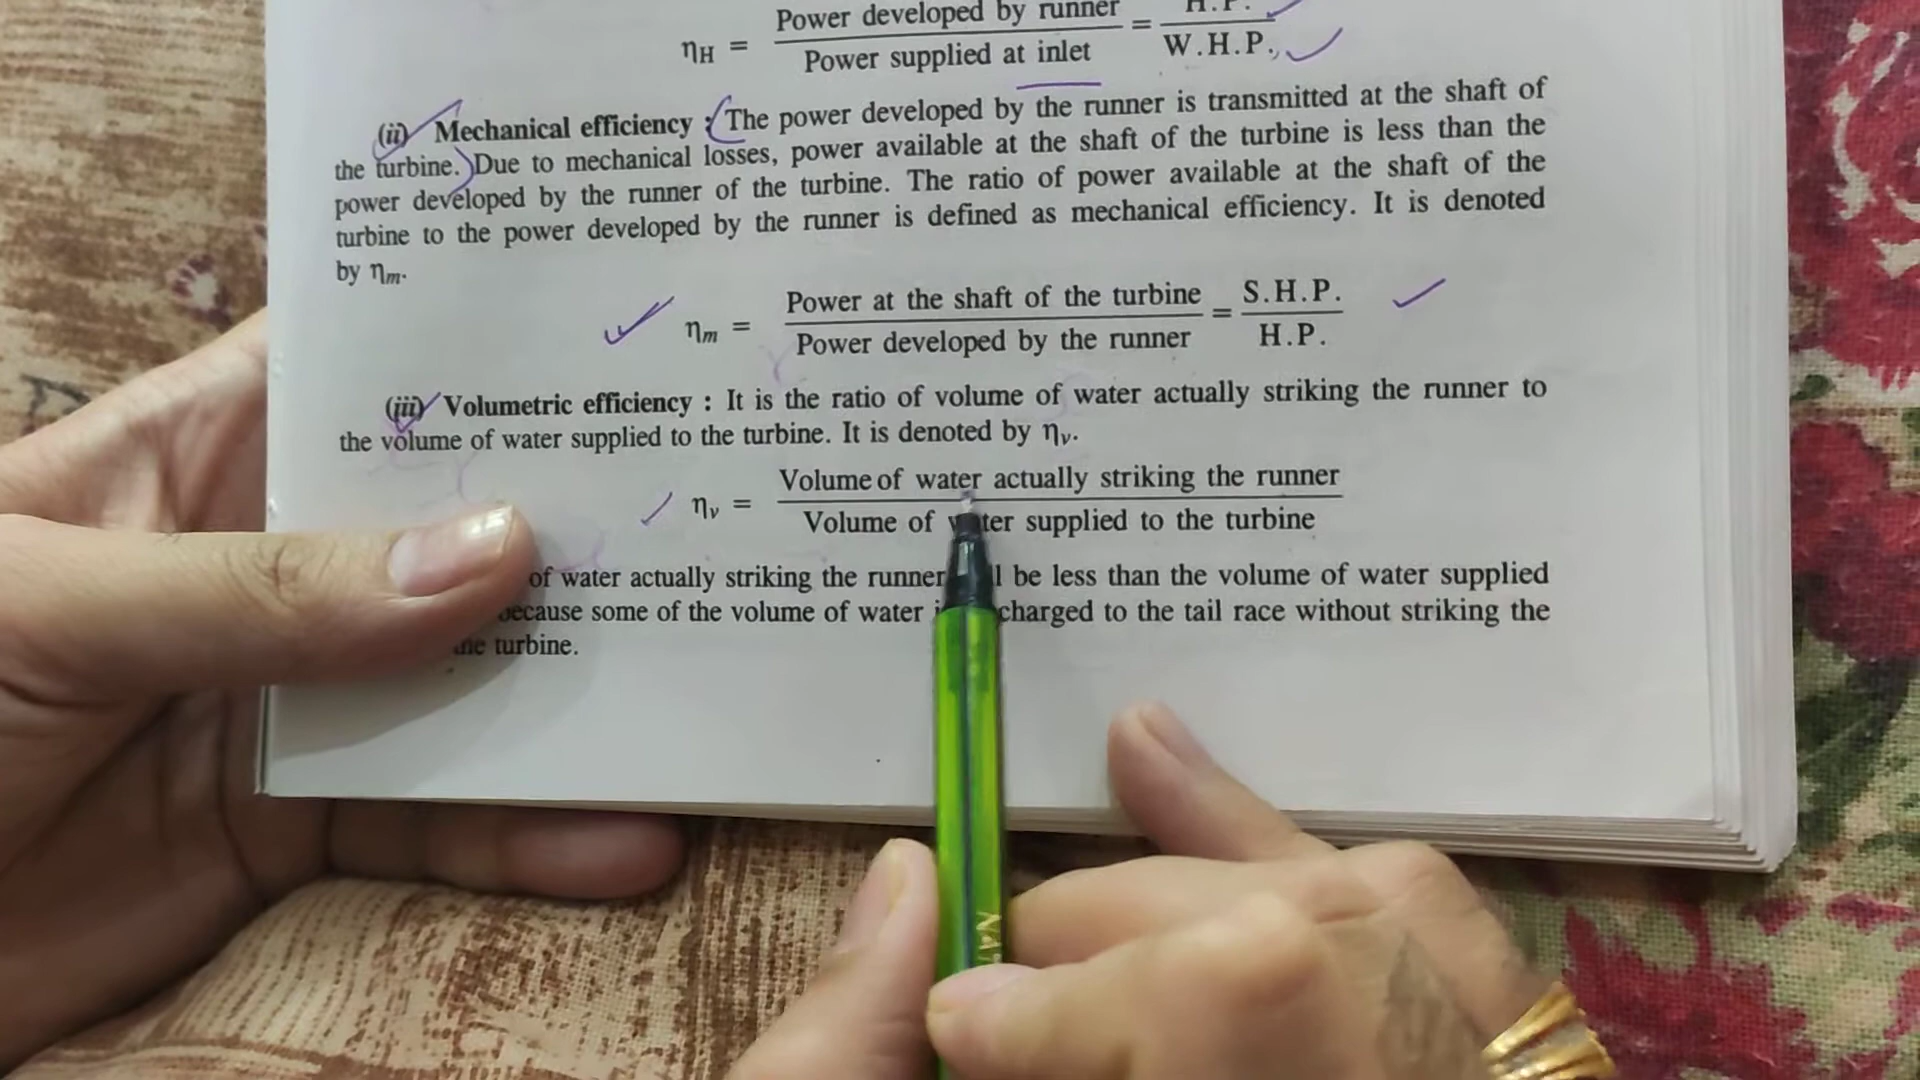 ηH = Power developed by runner / Power supplied at inlet = H.P. / W.H.P.
(ii) Mechanical efficiency : The power developed by the runner is transmitted at the shaft of
the turbine. Due to mechanical losses, power available at the shaft of the turbine is less than the
power developed by the runner of the turbine. The ratio of power available at the shaft of the
turbine to the power developed by the runner is defined as mechanical efficiency. It is denoted
by ηm.
ηm = Power at the shaft of the turbine / Power developed by the runner = S.H.P. / H.P.
(iii) Volumetric efficiency : It is the ratio of volume of water actually striking the runner to
the volume of water supplied to the turbine. It is denoted by ηv.
ηv = Volume of water actually striking the runner / Volume of water supplied to the turbine
of water actually striking the runner be less than the volume of water supplied
because some of the volume of water charged to the tail race without striking the
turbine.